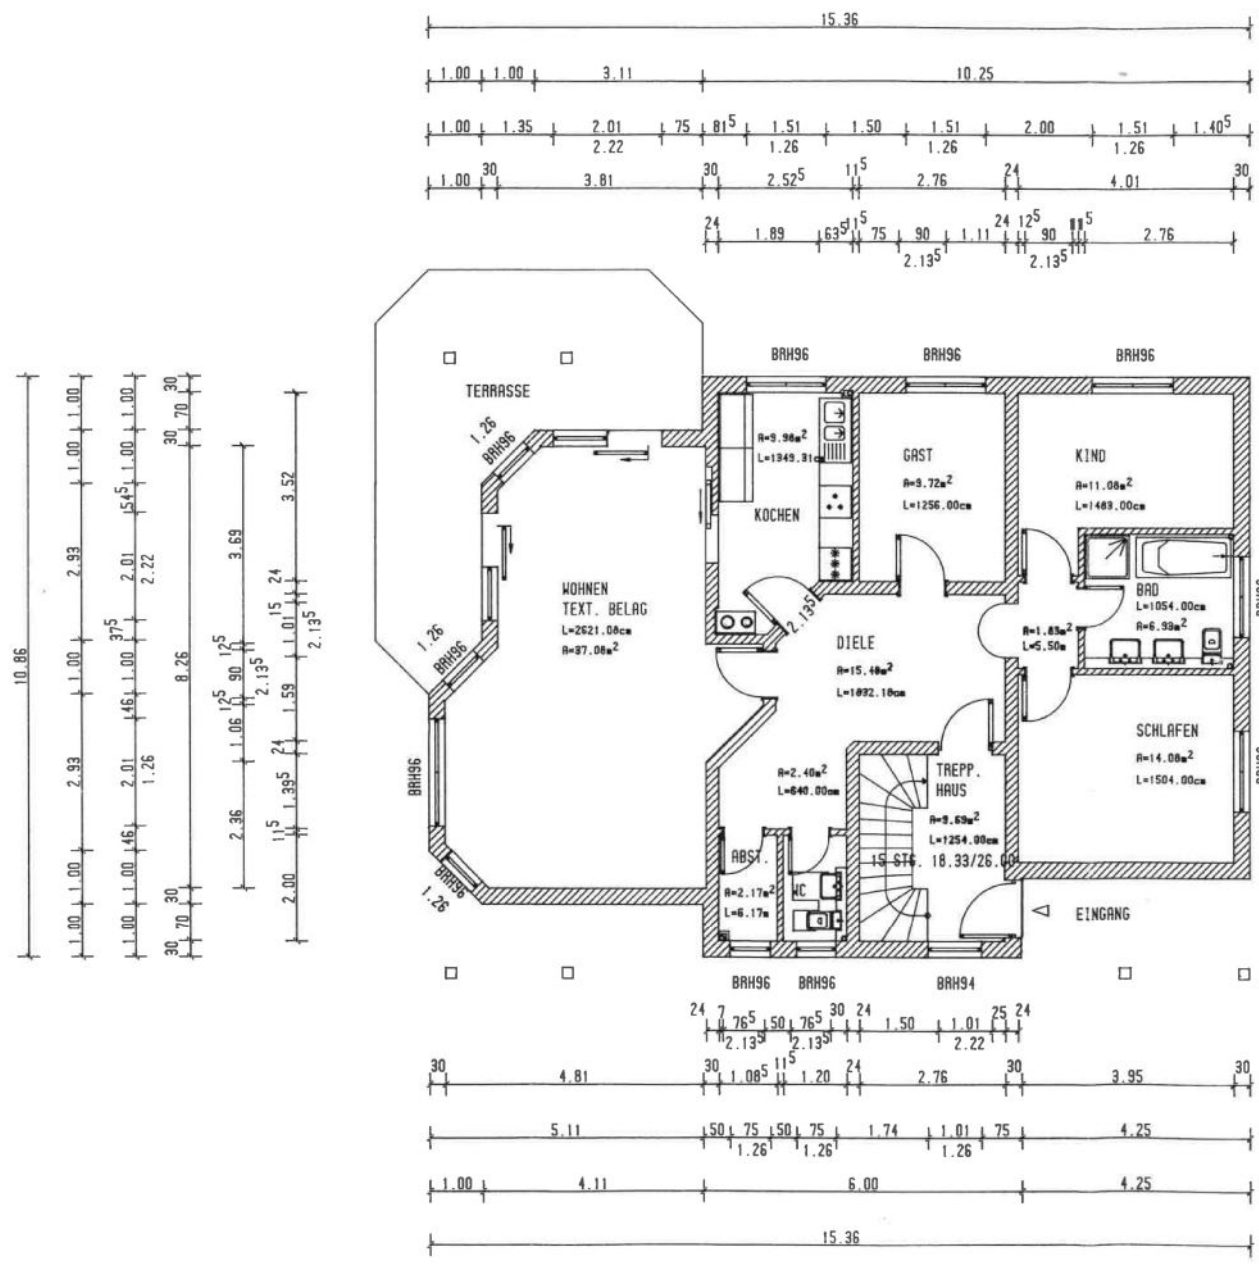 15.36
1.00 1.00 3.11 10.25
1.00 1.35 2.01 75 81⁵ 1.51 1.50 1.51 2.00 1.51 1.40⁵
2.22 1.26 1.26 1.26
30 30 11⁵ 24 30
1.00 3.81 2.52⁵ 2.76 4.01
24 11⁵ 24 12⁵ 11⁵
1.89 63⁵ 75 90 1.11 90 2.76
2.13⁵ 2.13⁵
BRH96 BRH96 BRH96
TERRASSE
1.26
BRH96
A=9.98m²
L=1349.31cm
KOCHEN
GAST
A=9.72m²
L=1256.00cm
KIND
A=11.08m²
L=1483.00cm
WOHNEN
TEXT. BELAG
L=2621.08cm
A=37.08m²
2.13⁵
BAD
L=1054.00cm
A=6.93m²
1.26
BRH96
DIELE
A=15.48m²
L=1892.18cm
A=1.85m²
L=5.50m
SCHLAFEN
A=14.08m²
L=1504.00cm
BRH96
A=2.40m²
L=640.00cm
TREPP.
HAUS
A=9.69m²
L=1254.00cm
15 STG. 18.33/26.00
ABST.
A=2.17m²
L=6.17m
WC
BRH96
1.26
EINGANG
BRH96 BRH96 BRH94
10.86
1.00 1.00 2.93 1.00 2.93 1.00 1.00
1.00 1.00 54⁵ 2.01 37⁵ 1.00 46 2.01 46 1.00 1.00
2.22 1.26
30 70 30 8.26 30 70 30
3.69 12⁵ 90 12⁵ 1.06 2.36
2.13⁵
3.52 24 15 1.01 1.59 24 1.39⁵ 11⁵ 2.00
2.13⁵
24 7 76⁵ 50 76⁵ 30 24 1.50 1.01 25 24
2.13⁵ 2.13⁵ 2.22
30 30 11⁵ 24 30 30
4.81 1.08⁵ 1.20 2.76 3.95
5.11 50 75 50 75 1.74 1.01 75 4.25
1.26 1.26 1.26
1.00 4.11 6.00 4.25
15.36